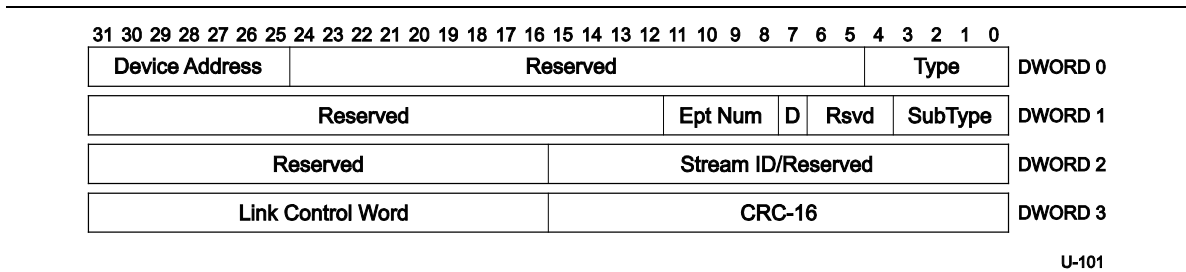 31 30 29 28 27 26 25 24 23 22 21 20 19 18 17 16 15 14 13 12 11 10 9 8 7 6 5 4 3 2 1 0
Device Address Reserved Type DWORD 0
Reserved Ept Num D Rsvd SubType DWORD 1
Reserved Stream ID/Reserved DWORD 2
Link Control Word CRC-16 DWORD 3
U-101